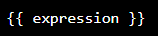 {{ expression }}